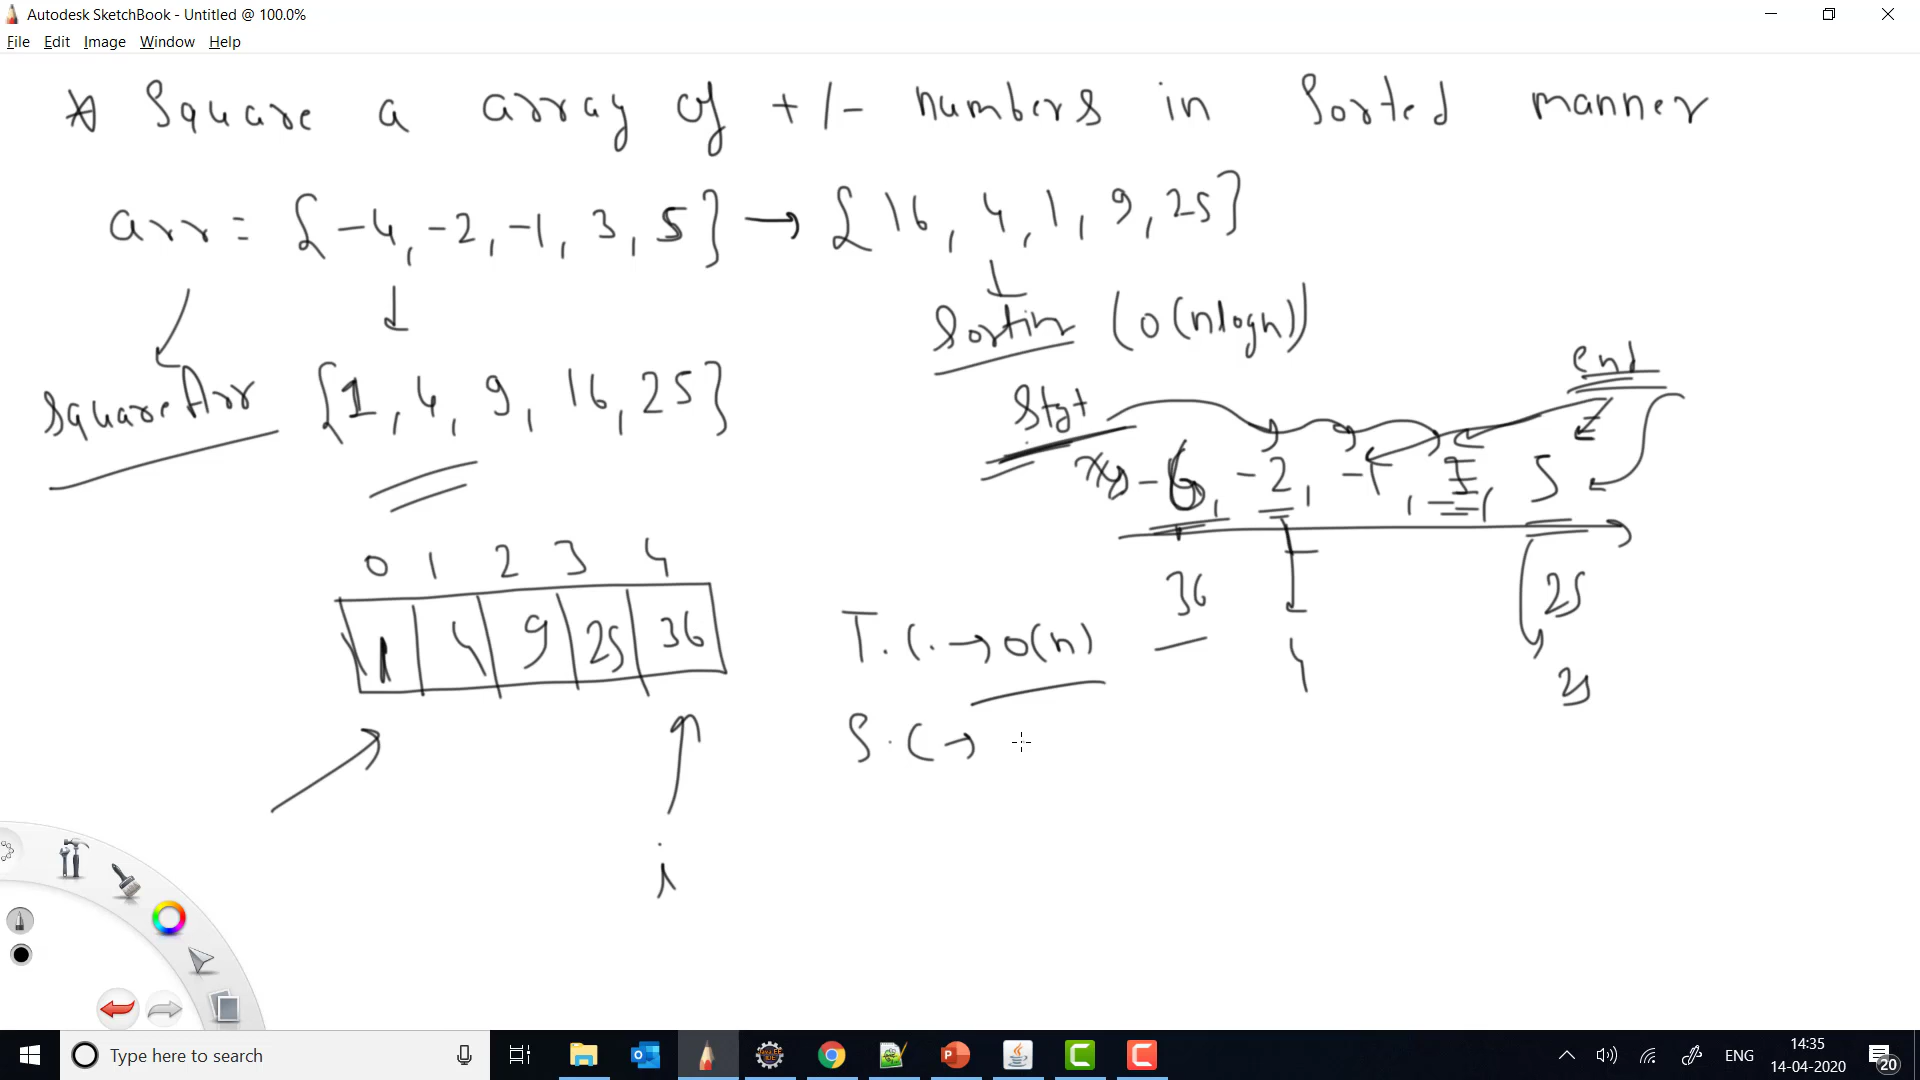 Autodesk SketchBook - Untitled @ 100.0%
File Edit Image Window Help
Square a array of +/- numbers in Sorted manner
arr = {-4, -2, -1, 3, 5} → {16, 4, 1, 9, 25}
Sortin (O(nlogn))
SquareArr {1, 4, 9, 16, 25}
end
Start
-6, -2, -1, 5
0 1 2 3 4
1 4 9 25 36
36 25
T.C. → O(n)
4 25
S.C →
i
Type here to search
ENG
14:35
14-04-2020
20